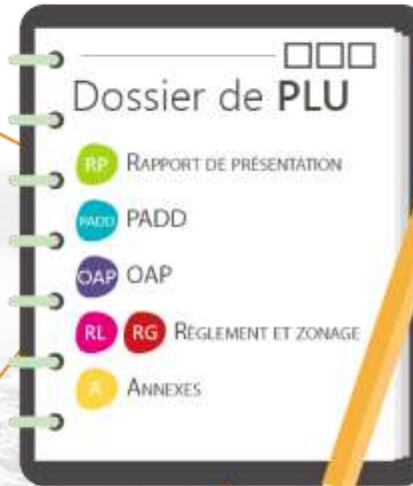 Dossier de PLU
RP RAPPORT DE PRÉSENTATION
PADD PADD
OAP OAP
RL RG RÈGLEMENT ET ZONAGE
A ANNEXES